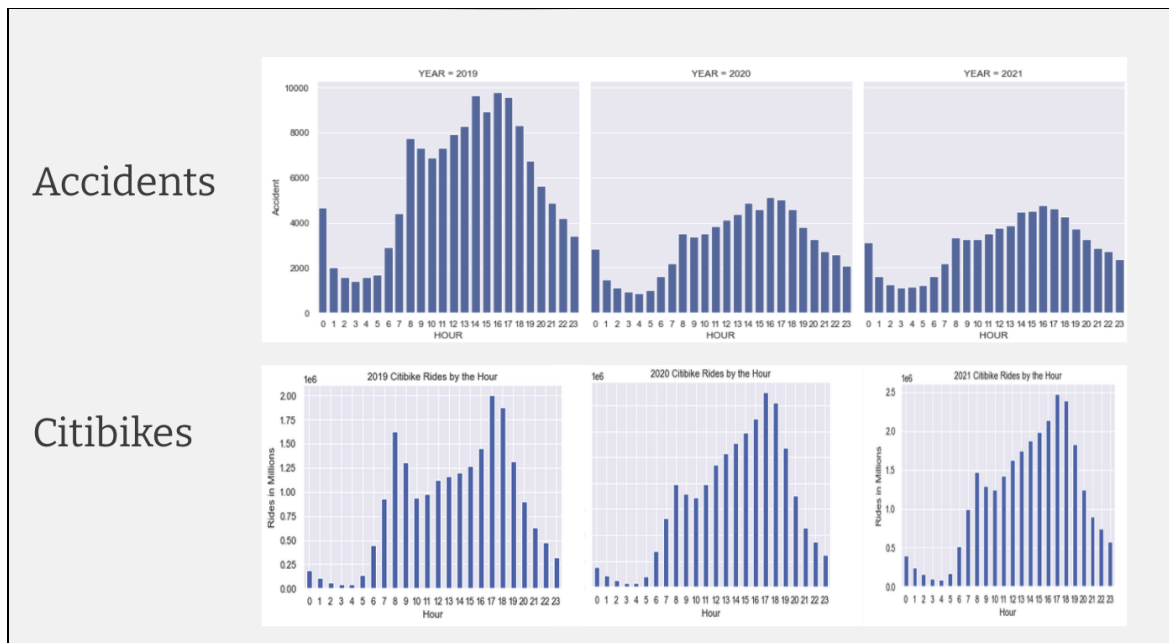 Accidents
YEAR = 2019
YEAR = 2020
YEAR = 2021
Accident
10000
8000
6000
4000
2000
0
0 1 2 3 4 5 6 7 8 9 10 11 12 13 14 15 16 17 18 19 20 21 22 23
HOUR
0 1 2 3 4 5 6 7 8 9 10 11 12 13 14 15 16 17 18 19 20 21 22 23
HOUR
0 1 2 3 4 5 6 7 8 9 10 11 12 13 14 15 16 17 18 19 20 21 22 23
HOUR
Citibikes
1e6
2019 Citibike Rides by the Hour
Rides in Millions
2.00
1.75
1.50
1.25
1.00
0.75
0.50
0.25
0.00
0 1 2 3 4 5 6 7 8 9 10 11 12 13 14 15 16 17 18 19 20 21 22 23
Hour
1e6
2020 Citibike Rides by the Hour
0 1 2 3 4 5 6 7 8 9 10 11 12 13 14 15 16 17 18 19 20 21 22 23
Hour
1e6
2021 Citibike Rides by the Hour
Rides in Millions
2.5
2.0
1.5
1.0
0.5
0.0
0 1 2 3 4 5 6 7 8 9 10 11 12 13 14 15 16 17 18 19 20 21 22 23
Hour